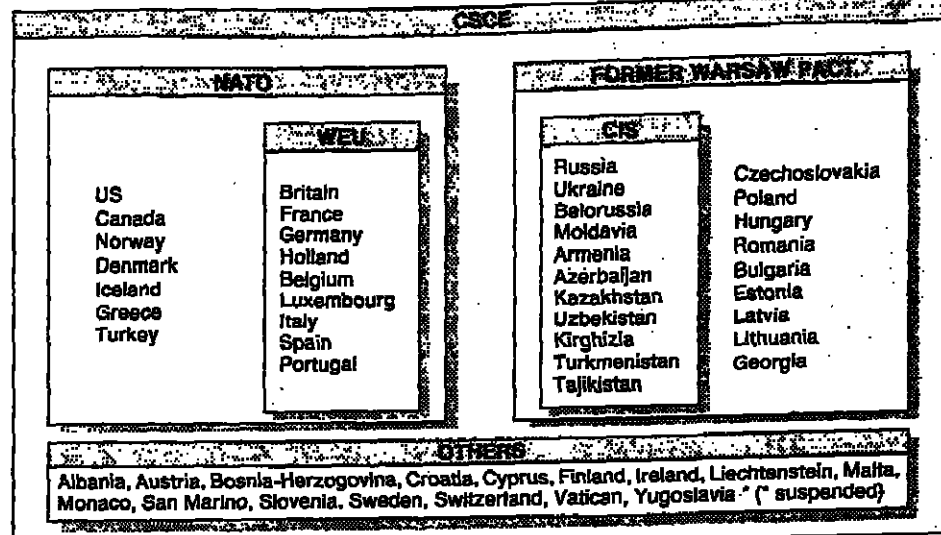 CSCE
NATO
US
Canada
Norway
Denmark
Iceland
Greece
Turkey
WEU
Britain
France
Germany
Holland
Belgium
Luxembourg
Italy
Spain
Portugal
FORMER WARSAW PACT
CIS
Russia
Ukraine
Belorussia
Moldavia
Armenia
Azerbaijan
Kazakhstan
Uzbekistan
Kirghizia
Turkmenistan
Tajikistan
Czechoslovakia
Poland
Hungary
Romania
Bulgaria
Estonia
Latvia
Lithuania
Georgia
OTHERS
Albania, Austria, Bosnia-Herzogovina, Croatia, Cyprus, Finland, Ireland, Liechtenstein, Malta,
Monaco, San Marino, Slovenia, Sweden, Switzerland, Vatican, Yugoslavia * (* suspended)